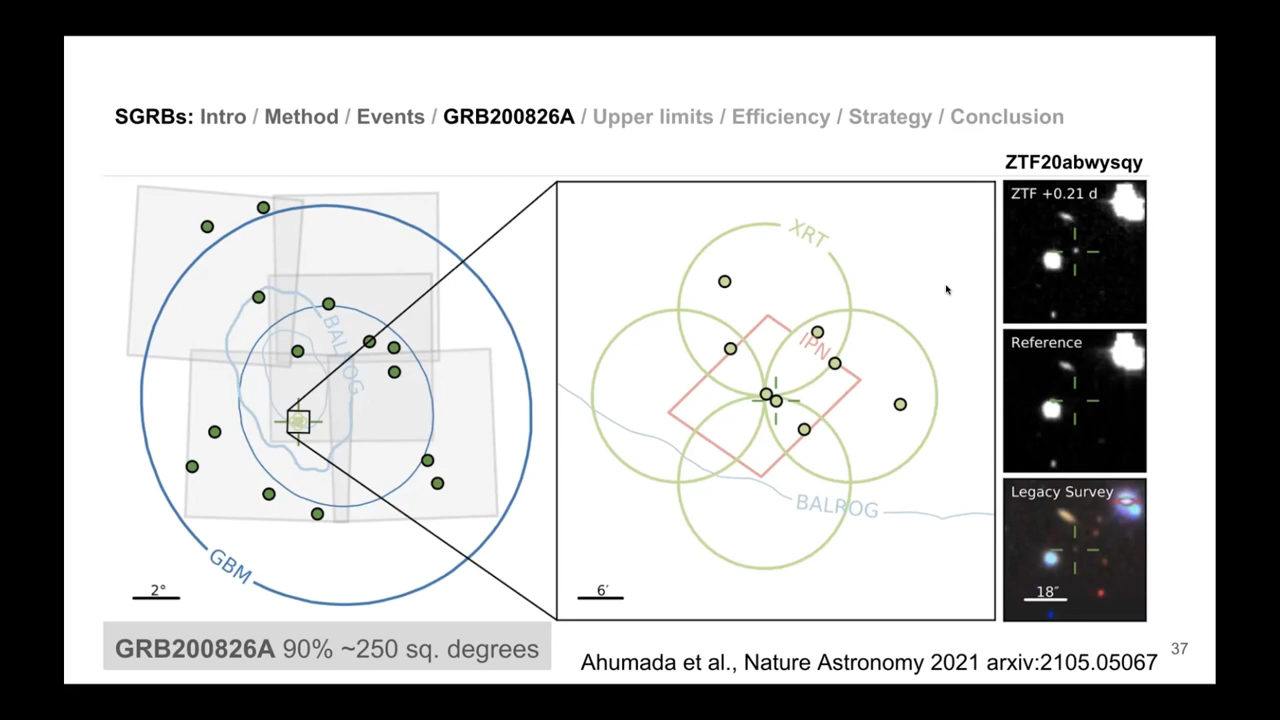 SGRBs: Intro / Method / Events / GRB200826A / Upper limits / Efficiency / Strategy / Conclusion
ZTF20abwysqy
ZTF +0.21 d
XRT
IPN
BALROG
Reference
BALROG
Legacy Survey
GBM
2°
6′
18″
GRB200826A 90% ~250 sq. degrees
Ahumada et al., Nature Astronomy 2021 arxiv:2105.05067
37